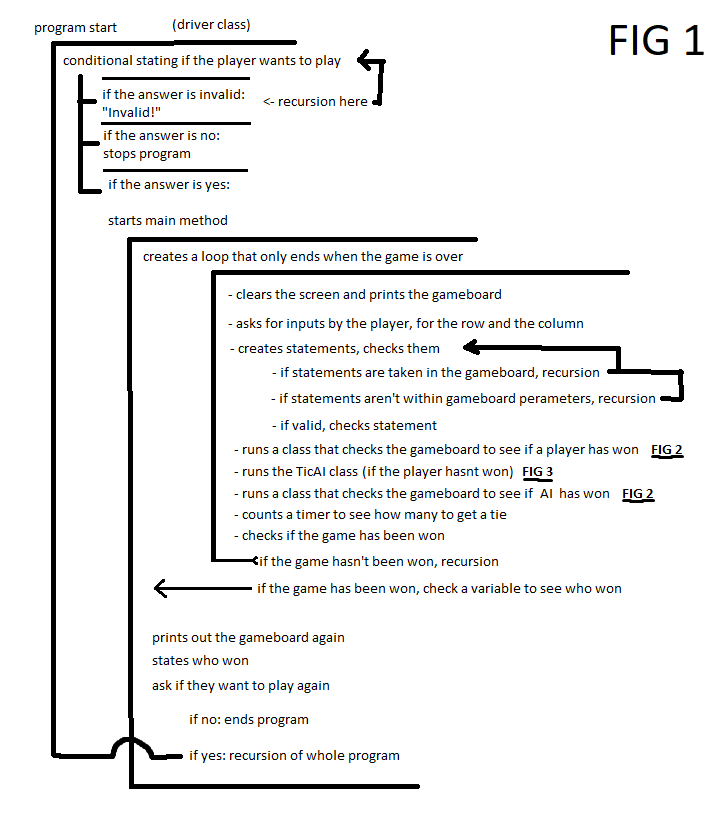 program start (driver class)
FIG 1
conditional stating if the player wants to play
if the answer is invalid:
"Invalid!"
<- recursion here
if the answer is no:
stops program
if the answer is yes:
starts main method
creates a loop that only ends when the game is over
- clears the screen and prints the gameboard
- asks for inputs by the player, for the row and the column
- creates statements, checks them
- if statements are taken in the gameboard, recursion
- if statements aren't within gameboard perameters, recursion
- if valid, checks statement
- runs a class that checks the gameboard to see if a player has won FIG 2
- runs the TicAI class (if the player hasnt won) FIG 3
- runs a class that checks the gameboard to see if AI has won FIG 2
- counts a timer to see how many to get a tie
- checks if the game has been won
if the game hasn't been won, recursion
if the game has been won, check a variable to see who won
prints out the gameboard again
states who won
ask if they want to play again
if no: ends program
if yes: recursion of whole program